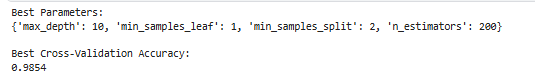 Best Parameters:
{'max_depth': 10, 'min_samples_leaf': 1, 'min_samples_split': 2, 'n_estimators': 200}
Best Cross-Validation Accuracy:
0.9854